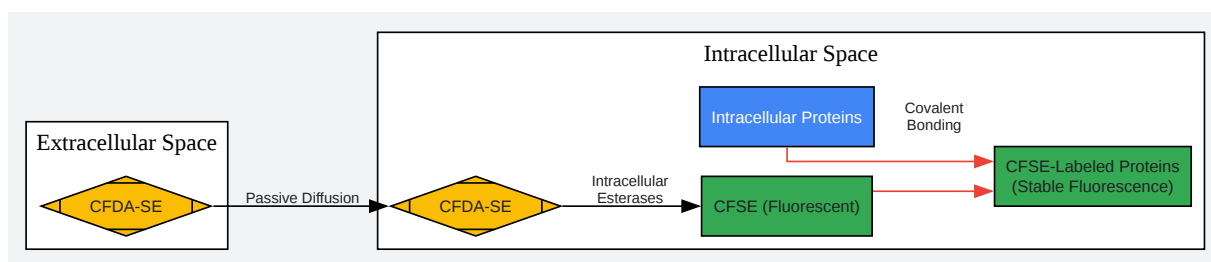 Extracellular Space
CFDA-SE
Passive Diffusion
Intracellular Space
CFDA-SE
Intracellular
Esterases
Intracellular Proteins
CFSE (Fluorescent)
Covalent
Bonding
CFSE-Labeled Proteins
(Stable Fluorescence)